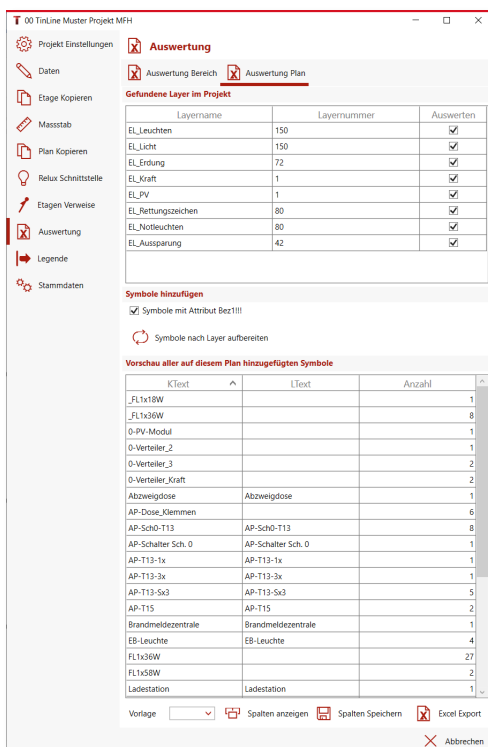 00 TinLine Muster Projekt MFH
Projekt Einstellungen
Daten
Etage Kopieren
Massstab
Plan Kopieren
Relux Schnittstelle
Etagen Verweise
Auswertung
Legende
Stammdaten
Auswertung
Auswertung Bereich Auswertung Plan
Gefundene Layer im Projekt
Layername Layernummer Auswerten
EL_Leuchten 150
EL_Licht 150
EL_Erdung 72
EL_Kraft 1
EL_PV 1
EL_Rettungszeichen 80
EL_Notleuchten 80
EL_Aussparung 42
Symbole hinzufügen
Symbole mit Attribut Bez1!!!
Symbole nach Layer aufbereiten
Vorschau aller auf diesem Plan hinzugefügten Symbole
KText LText Anzahl
_FL1x18W 1
_FL1x36W 8
0-PV-Modul 1
0-Verteiler_2 1
0-Verteiler_3 2
0-Verteiler_Kraft 2
Abzweigdose Abzweigdose 1
AP-Dose_Klemmen 6
AP-Sch0-T13 AP-Sch0-T13 8
AP-Schalter Sch. 0 AP-Schalter Sch. 0 1
AP-T13-1x AP-T13-1x 1
AP-T13-3x AP-T13-3x 1
AP-T13-Sx3 AP-T13-Sx3 5
AP-T15 AP-T15 2
Brandmeldezentrale Brandmeldezentrale 1
EB-Leuchte EB-Leuchte 4
FL1x36W 27
FL1x58W 2
Ladestation Ladestation 1
Vorlage Spalten anzeigen Spalten Speichern Excel Export
Abbrechen